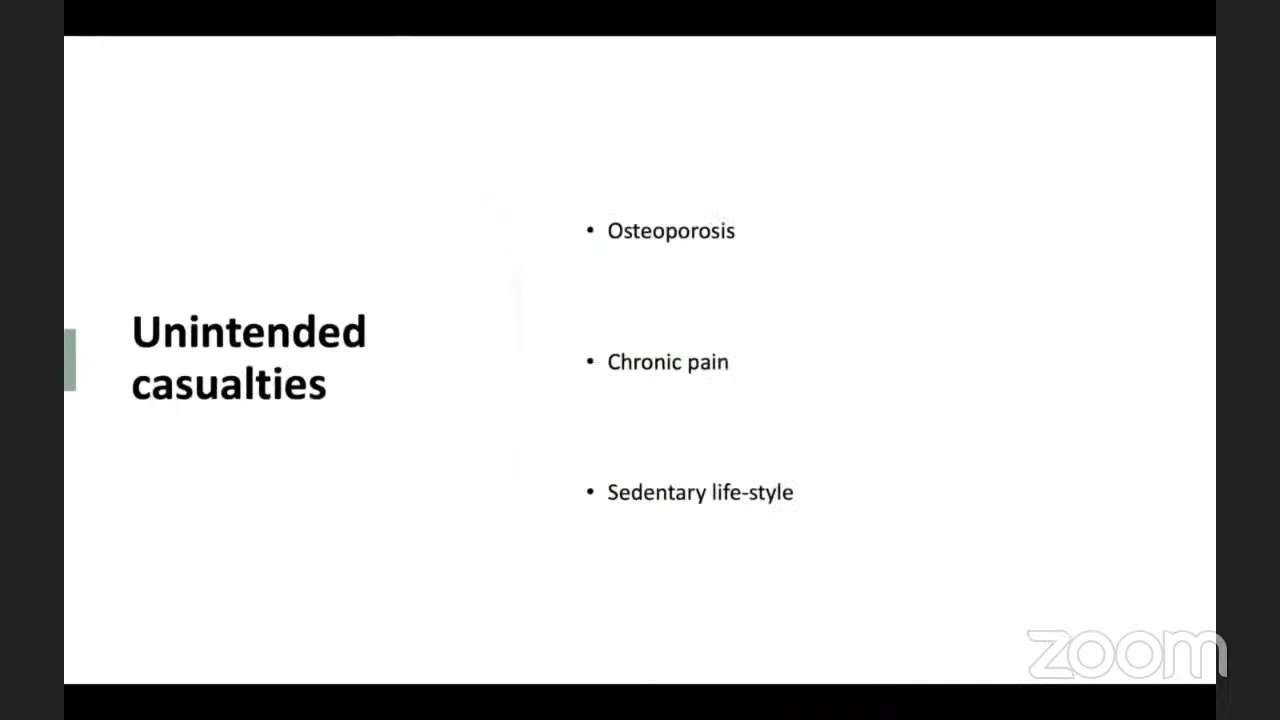 Unintended
casualties
• Osteoporosis
• Chronic pain
• Sedentary life-style
zoom